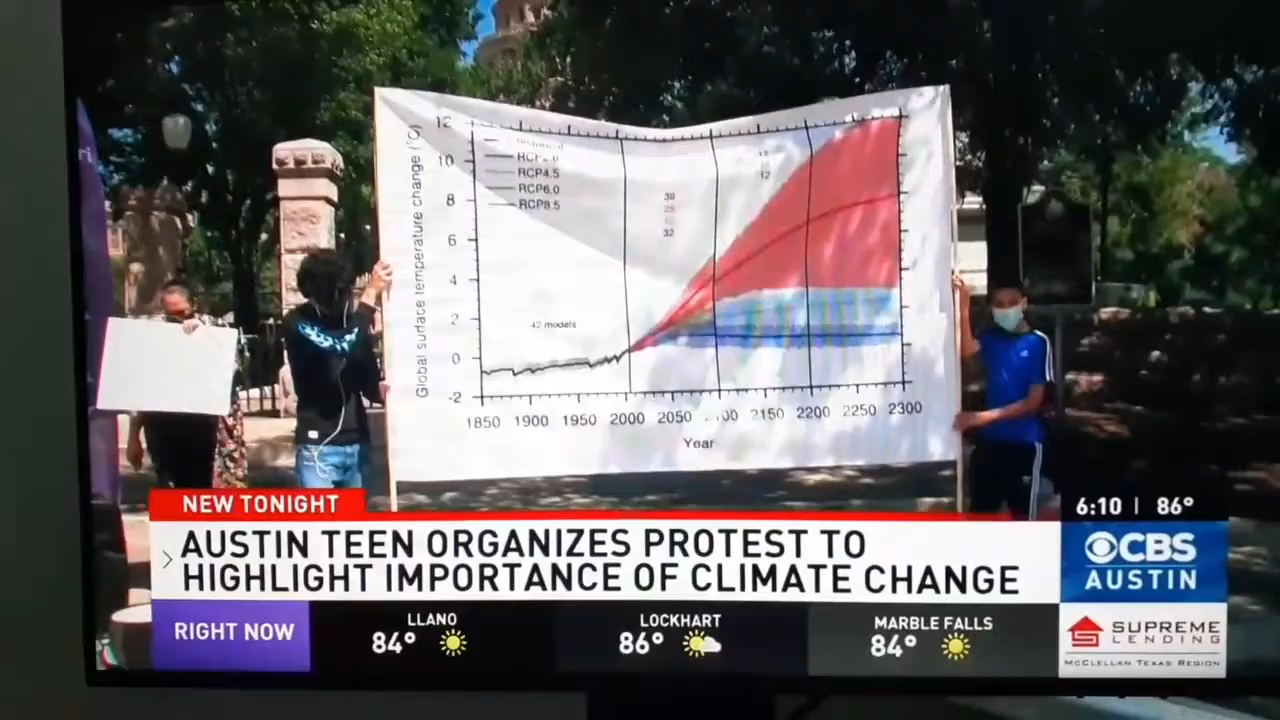 12
10
8
6
4
2
0
-2
Global surface temperature change (°C)
RCP4.5
RCP6.0
RCP8.5
39
32
12
42 models
1850 1900 1950 2000 2050 2150 2200 2250 2300
Year
NEW TONIGHT
AUSTIN TEEN ORGANIZES PROTEST TO
HIGHLIGHT IMPORTANCE OF CLIMATE CHANGE
6:10 | 86°
CBS
AUSTIN
RIGHT NOW
LLANO
84°
LOCKHART
86°
MARBLE FALLS
84°
SUPREME
LENDING
MCCLELLAN TEXAS REGION